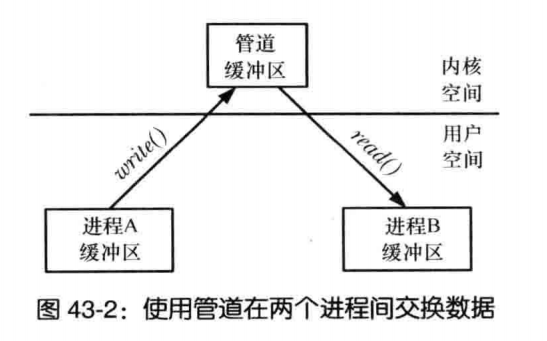 管道
缓冲区
内核
空间
用户
空间
write()
read()
进程A
缓冲区
进程B
缓冲区
图 43-2：使用管道在两个进程间交换数据